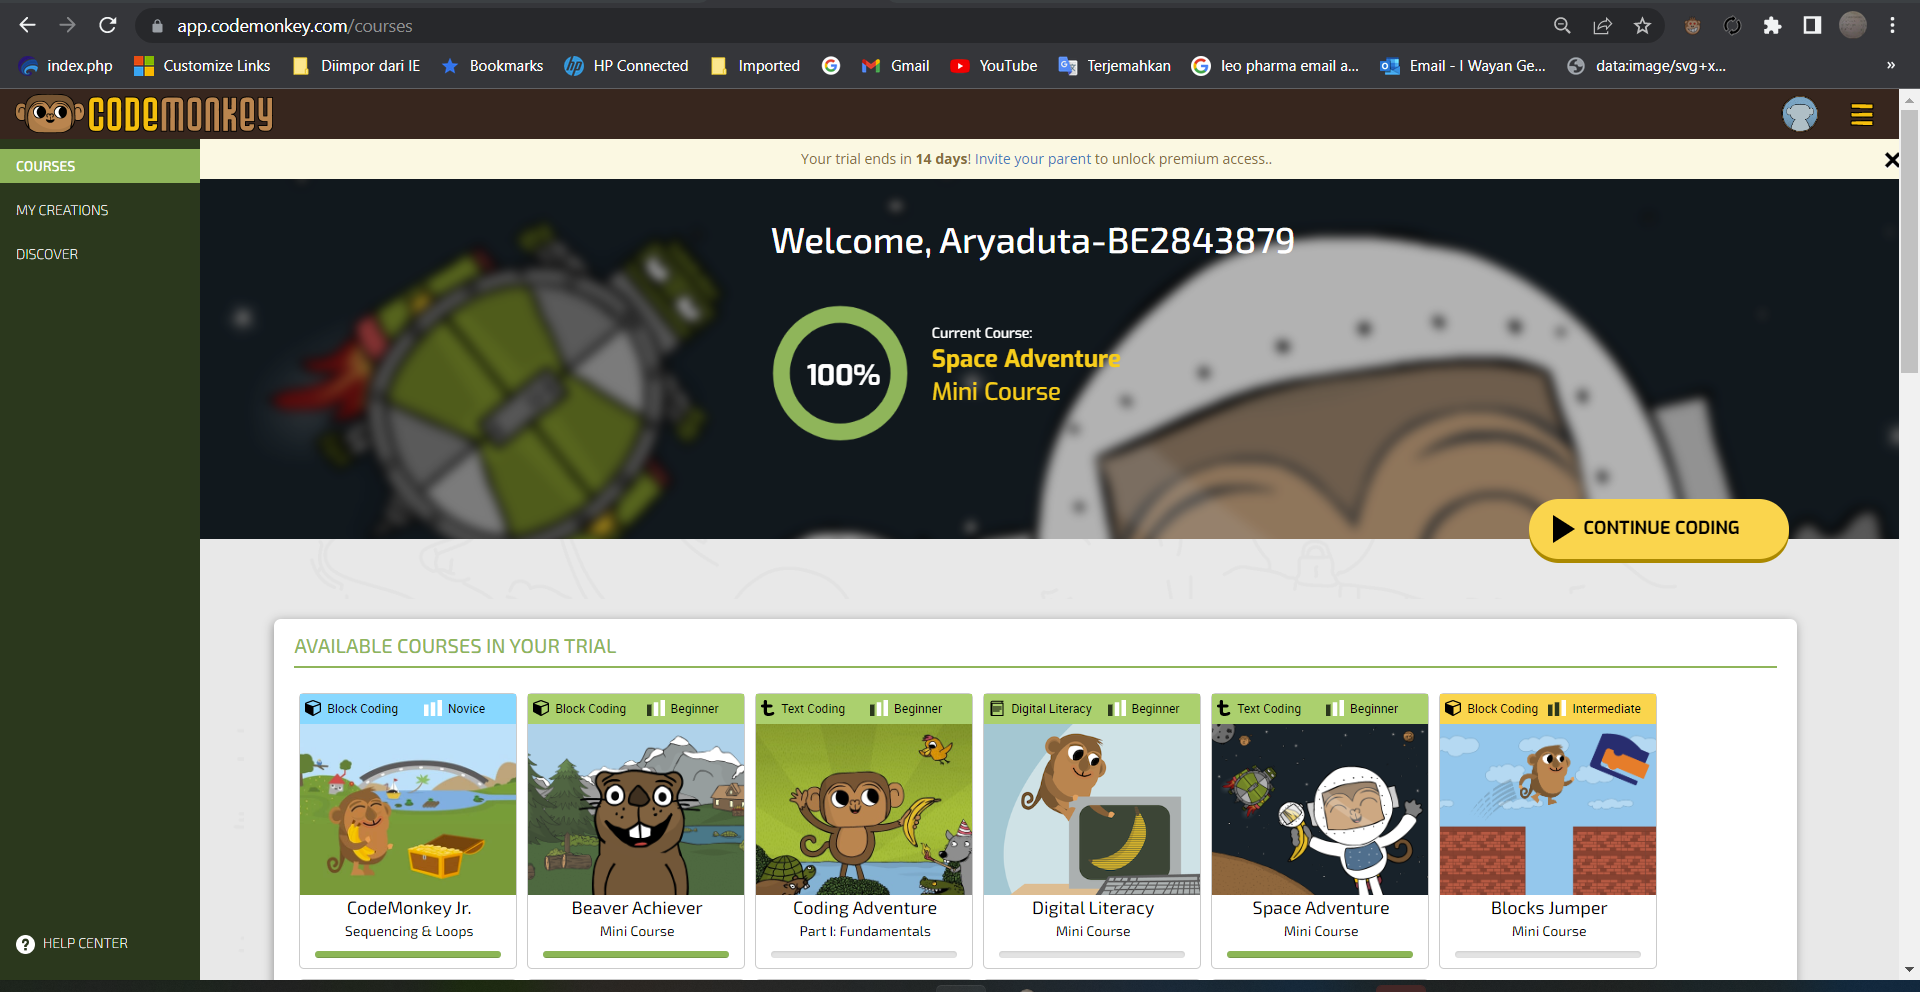 app.codemonkey.com/courses
index.php
Customize Links
Diimpor dari IE
Bookmarks
HP Connected
Imported
Gmail
YouTube
Terjemahkan
leo pharma email a...
Email - I Wayan Ge...
data:image/svg+x...
»
CODEMONKEY
Your trial ends in 14 days! Invite your parent to unlock premium access..
COURSES
MY CREATIONS
DISCOVER
HELP CENTER
Welcome, Aryaduta-BE2843879
100%
Current Course:
Space Adventure
Mini Course
CONTINUE CODING
AVAILABLE COURSES IN YOUR TRIAL
Block Coding Novice
CodeMonkey Jr.
Sequencing & Loops
Block Coding Beginner
Beaver Achiever
Mini Course
Text Coding Beginner
Coding Adventure
Part I: Fundamentals
Digital Literacy Beginner
Digital Literacy
Mini Course
Text Coding Beginner
Space Adventure
Mini Course
Block Coding Intermediate
Blocks Jumper
Mini Course